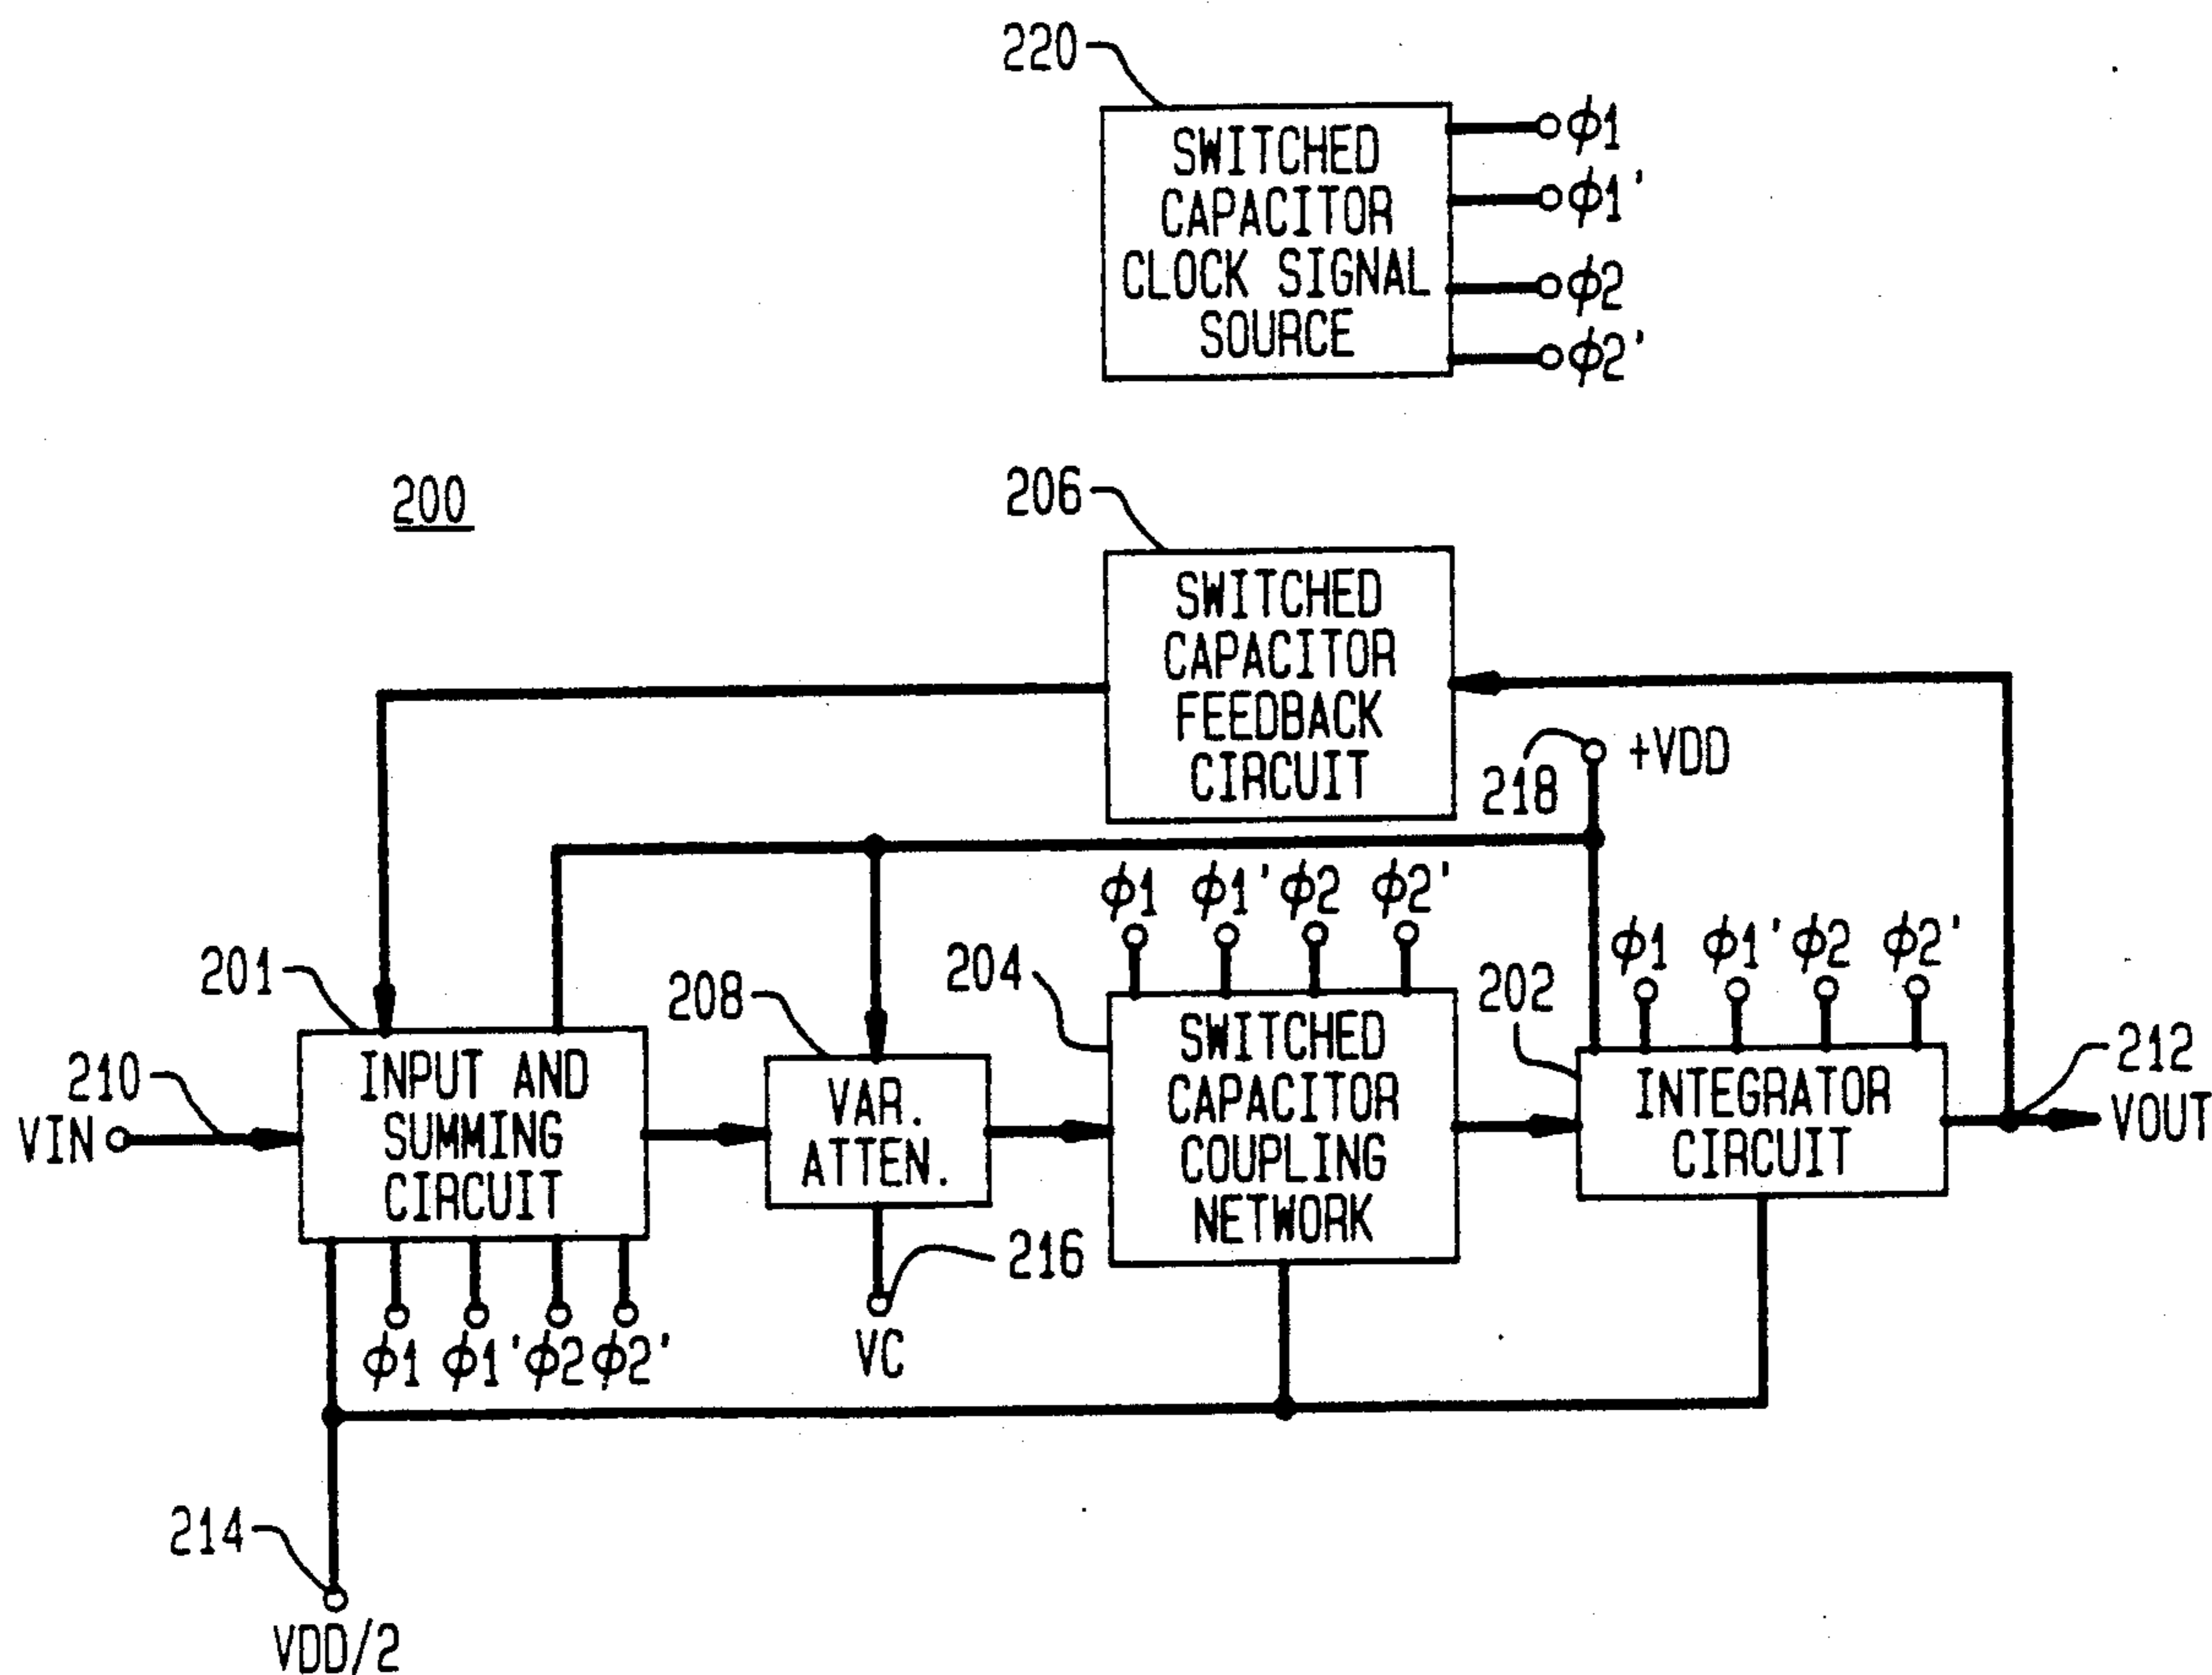 220
SWITCHED
CAPACITOR
CLOCK SIGNAL
SOURCE
ϕ1
ϕ1'
ϕ2
ϕ2'
200
206
SWITCHED
CAPACITOR
FEEDBACK
CIRCUIT
218
+VDD
ϕ1 ϕ1' ϕ2 ϕ2'
ϕ1 ϕ1' ϕ2 ϕ2'
201
208
204
202
212
210
VIN
INPUT AND
SUMMING
CIRCUIT
VAR.
ATTEN.
SWITCHED
CAPACITOR
COUPLING
NETWORK
INTEGRATOR
CIRCUIT
VOUT
216
VC
ϕ1 ϕ1' ϕ2 ϕ2'
214
VDD/2